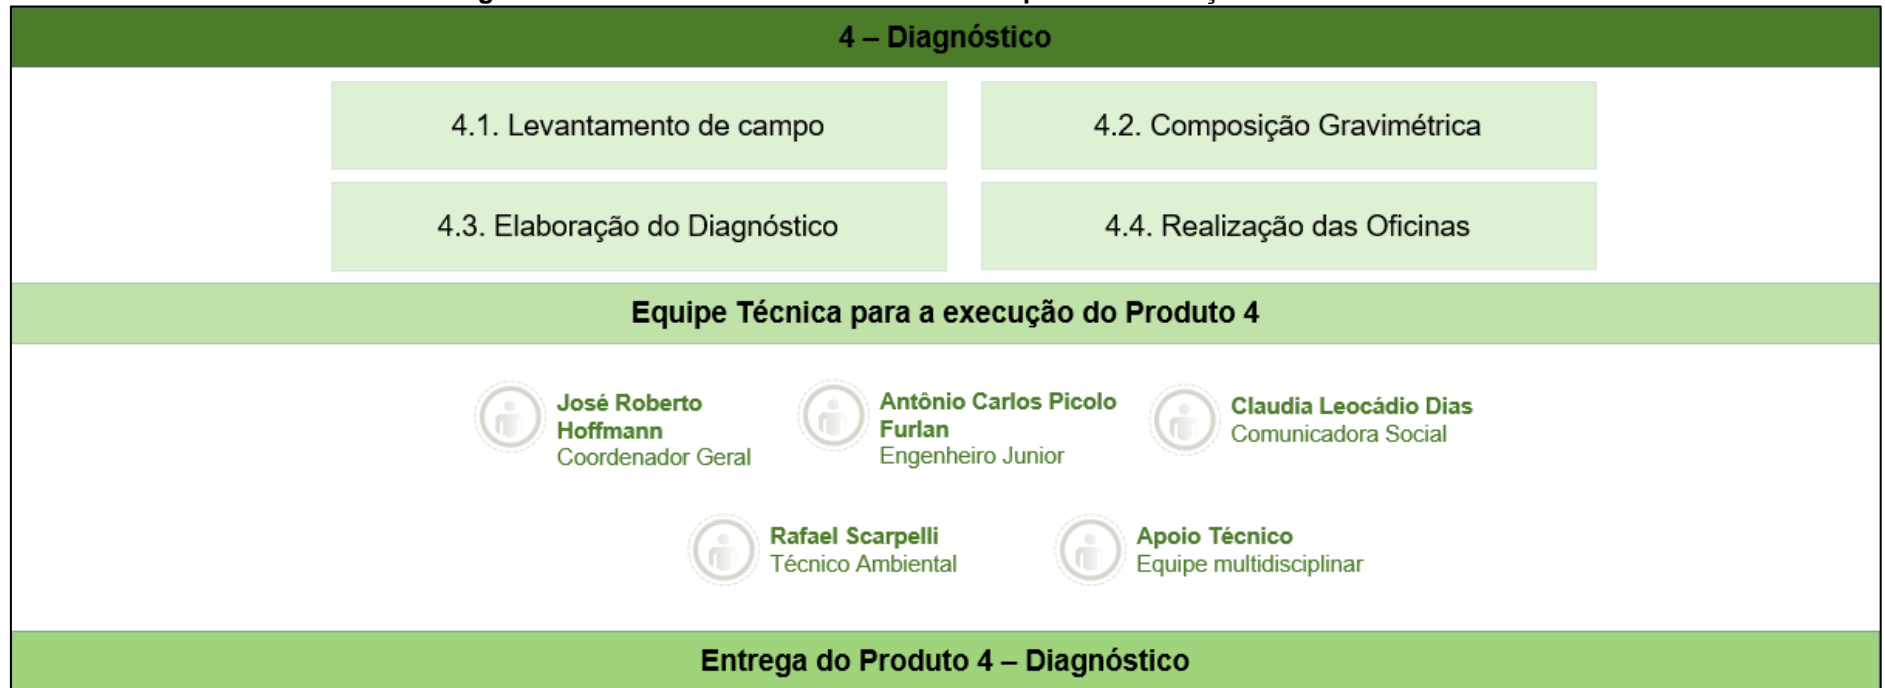 4 – Diagnóstico
4.1. Levantamento de campo
4.2. Composição Gravimétrica
4.3. Elaboração do Diagnóstico
4.4. Realização das Oficinas
Equipe Técnica para a execução do Produto 4
José Roberto
Hoffmann
Coordenador Geral
Antônio Carlos Picolo
Furlan
Engenheiro Junior
Claudia Leocádio Dias
Comunicadora Social
Rafael Scarpelli
Técnico Ambiental
Apoio Técnico
Equipe multidisciplinar
Entrega do Produto 4 – Diagnóstico